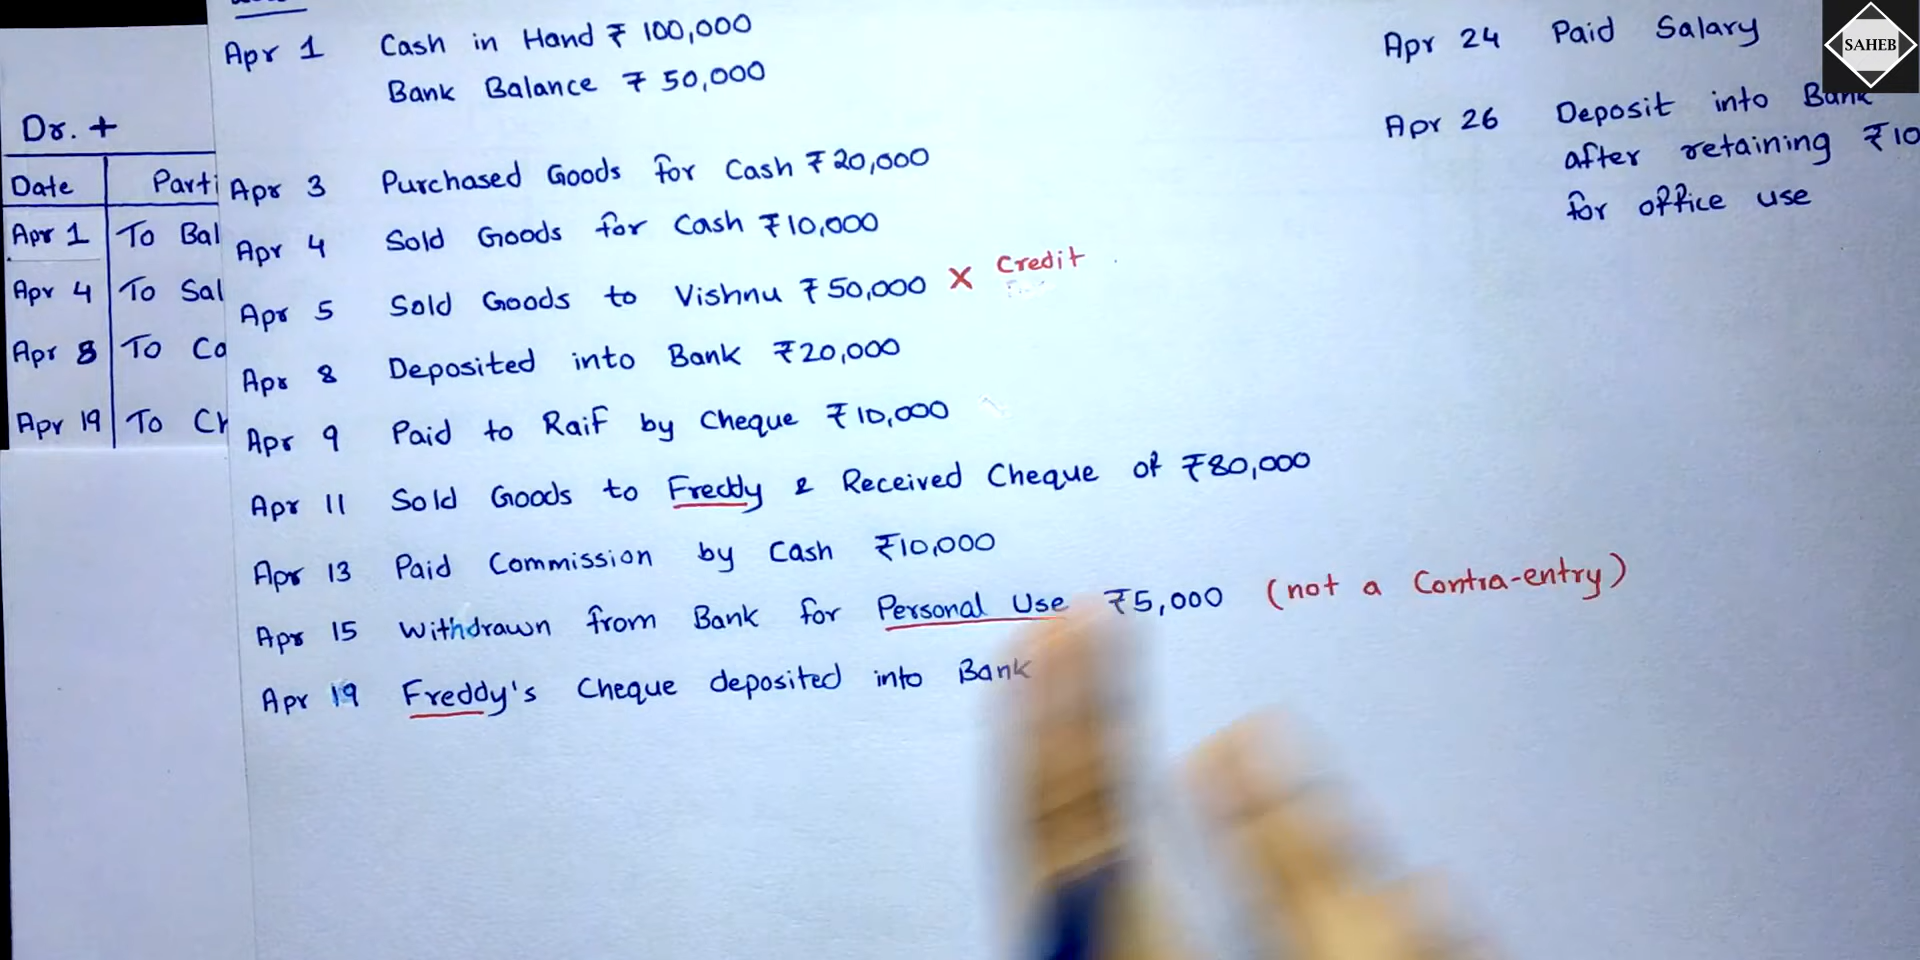 Dr. +
Date Parti
Apr 1 To Bal
Apr 4 To Sal
Apr 8 To Ca
Apr 19 To Ch
Apr 1 Cash in Hand ₹ 100,000
Bank Balance ₹ 50,000
Apr 3 Purchased Goods for Cash ₹20,000
Apr 4 Sold Goods for Cash ₹10,000
Apr 5 Sold Goods to Vishnu ₹50,000 X Credit
Apr 8 Deposited into Bank ₹20,000
Apr 9 Paid to Raif by Cheque ₹10,000
Apr 11 Sold Goods to Freddy & Received Cheque of ₹80,000
Apr 13 Paid Commission by Cash ₹10,000
Apr 15 Withdrawn from Bank for Personal Use ₹5,000 (not a Contra-entry)
Apr 19 Freddy's Cheque deposited into Bank
Apr 24 Paid Salary
Apr 26 Deposit into Bank
after retaining ₹10
for office use
SAHEB